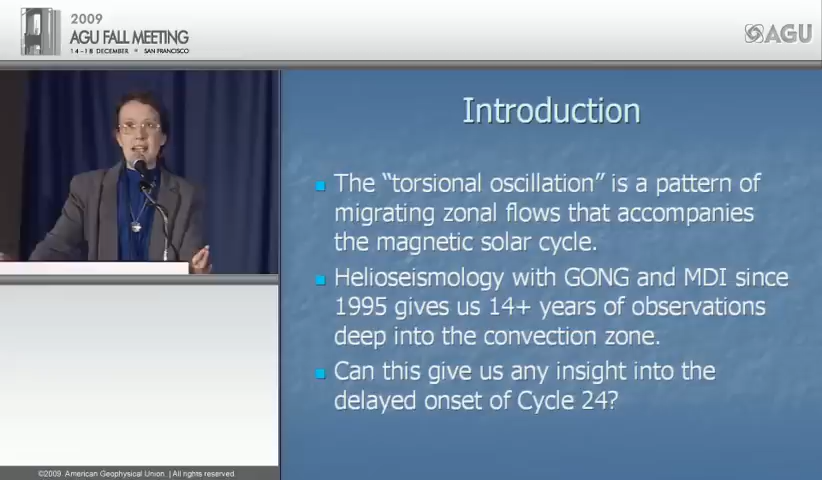 2009
AGU FALL MEETING
14-18 DECEMBER • SAN FRANCISCO
AGU
Introduction
The “torsional oscillation” is a pattern of
migrating zonal flows that accompanies
the magnetic solar cycle.
Helioseismology with GONG and MDI since
1995 gives us 14+ years of observations
deep into the convection zone.
Can this give us any insight into the
delayed onset of Cycle 24?
©2009. American Geophysical Union. | All rights reserved.